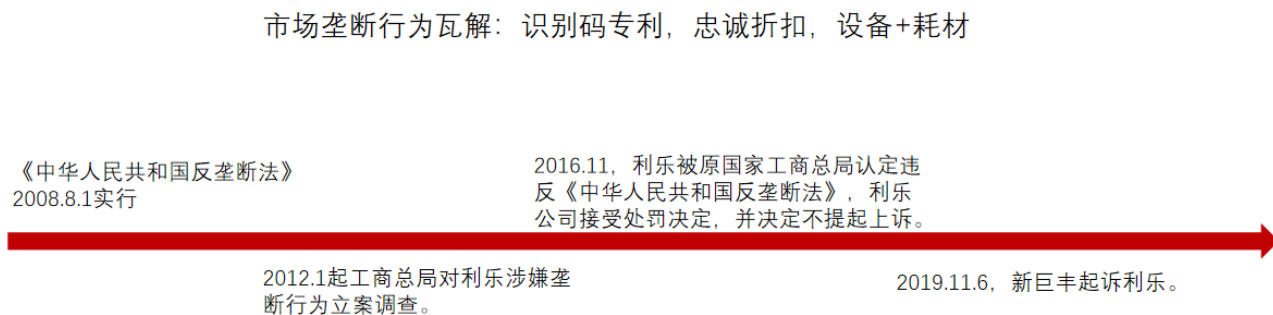 市场垄断行为瓦解：识别码专利，忠诚折扣，设备+耗材
《中华人民共和国反垄断法》
2008.8.1实行
2016.11，利乐被原国家工商总局认定违
反《中华人民共和国反垄断法》，利乐
公司接受处罚决定，并决定不提起上诉。
2012.1起工商总局对利乐涉嫌垄
断行为立案调查。
2019.11.6，新巨丰起诉利乐。